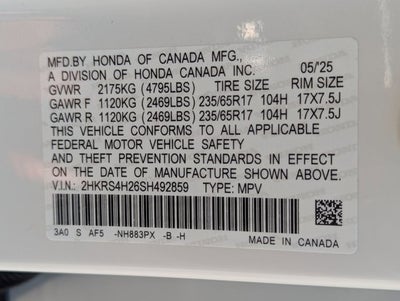 MFD.BY HONDA OF CANADA MFG.,
A DIVISION OF HONDA CANADA INC. 05/'25
GVWR 2175KG (4795LBS) TIRE SIZE RIM SIZE
GAWR F 1120KG (2469LBS) 235/65R17 104H 17X7.5J
GAWR R 1120KG (2469LBS) 235/65R17 104H 17X7.5J
THIS VEHICLE CONFORMS TO ALL APPLICABLE
FEDERAL MOTOR VEHICLE SAFETY
AND THEFT PREVENTION STANDARDS IN EFFECT
ON THE DATE OF MANUFACTURE SHOWN ABOVE.
V.I.N: 2HKRS4H26SH492859 TYPE: MPV
3A0 S AF5 -NH883PX -B -H MADE IN CANADA